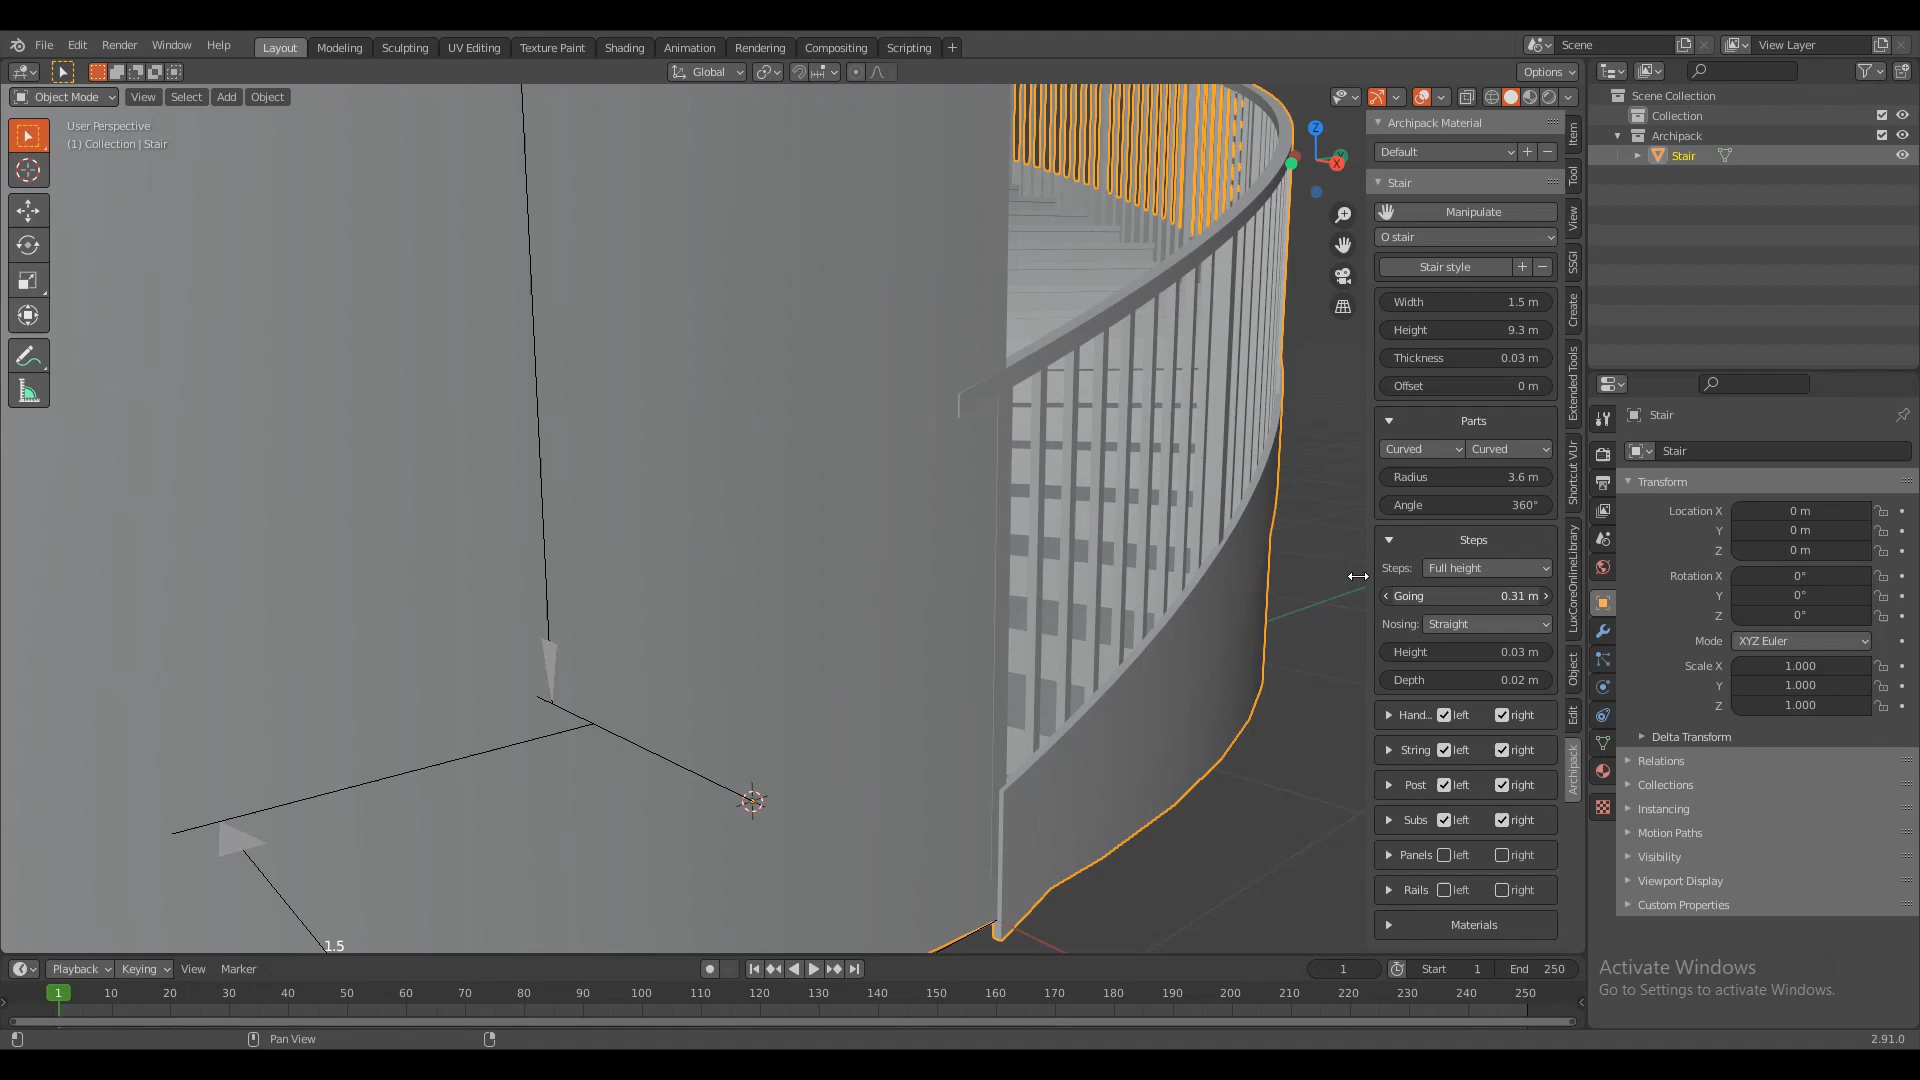 File Edit Render Window Help Layout Modeling Sculpting UV Editing Texture Paint Shading Animation Rendering Compositing Scripting + Scene View Layer
Global Options
Object Mode View Select Add Object
User Perspective
(1) Collection | Stair
Z
X
1.5
Archipack Material
Default
Stair
Manipulate
O stair
Stair style
Width 1.5 m
Height 9.3 m
Thickness 0.03 m
Offset 0 m
Parts
Curved Curved
Radius 3.6 m
Angle 360°
Steps
Steps: Full height
Going 0.31 m
Nosing: Straight
Height 0.03 m
Depth 0.02 m
Hand... left right
String left right
Post left right
Subs left right
Panels left right
Rails left right
Materials
Item
Tool
View
SSGI
Create
Extended Tools
Shortcut VUr
LuxCoreOnlineLibrary
Object
Edit
Archipack
Scene Collection
Collection
Archipack
Stair
Stair
Stair
Transform
Location X 0 m
Y 0 m
Z 0 m
Rotation X 0°
Y 0°
Z 0°
Mode XYZ Euler
Scale X 1.000
Y 1.000
Z 1.000
Delta Transform
Relations
Collections
Instancing
Motion Paths
Visibility
Viewport Display
Custom Properties
Activate Windows
Go to Settings to activate Windows.
Playback Keying View Marker 1 Start 1 End 250
1 10 20 30 40 50 60 70 80 90 100 110 120 130 140 150 160 170 180 190 200 210 220 230 240 250
Pan View 2.91.0